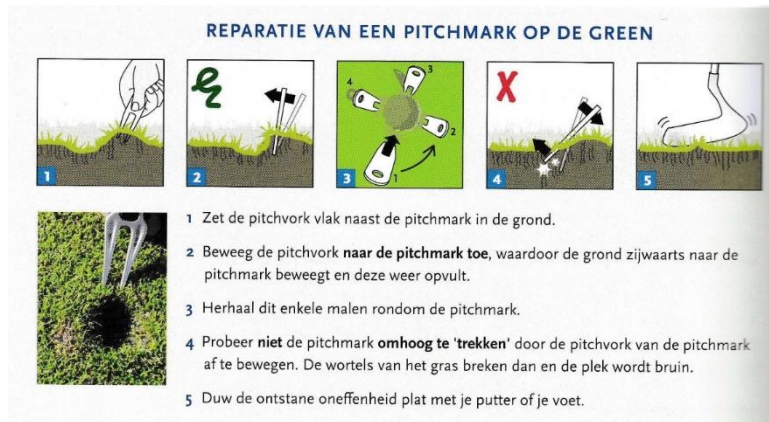 REPARATIE VAN EEN PITCHMARK OP DE GREEN
1
2
3
4
5
4
3
2
1
1 Zet de pitchvork vlak naast de pitchmark in de grond.
2 Beweeg de pitchvork naar de pitchmark toe, waardoor de grond zijwaarts naar de
pitchmark beweegt en deze weer opvult.
3 Herhaal dit enkele malen rondom de pitchmark.
4 Probeer niet de pitchmark omhoog te 'trekken' door de pitchvork van de pitchmark
af te bewegen. De wortels van het gras breken dan en de plek wordt bruin.
5 Duw de ontstane oneffenheid plat met je putter of je voet.